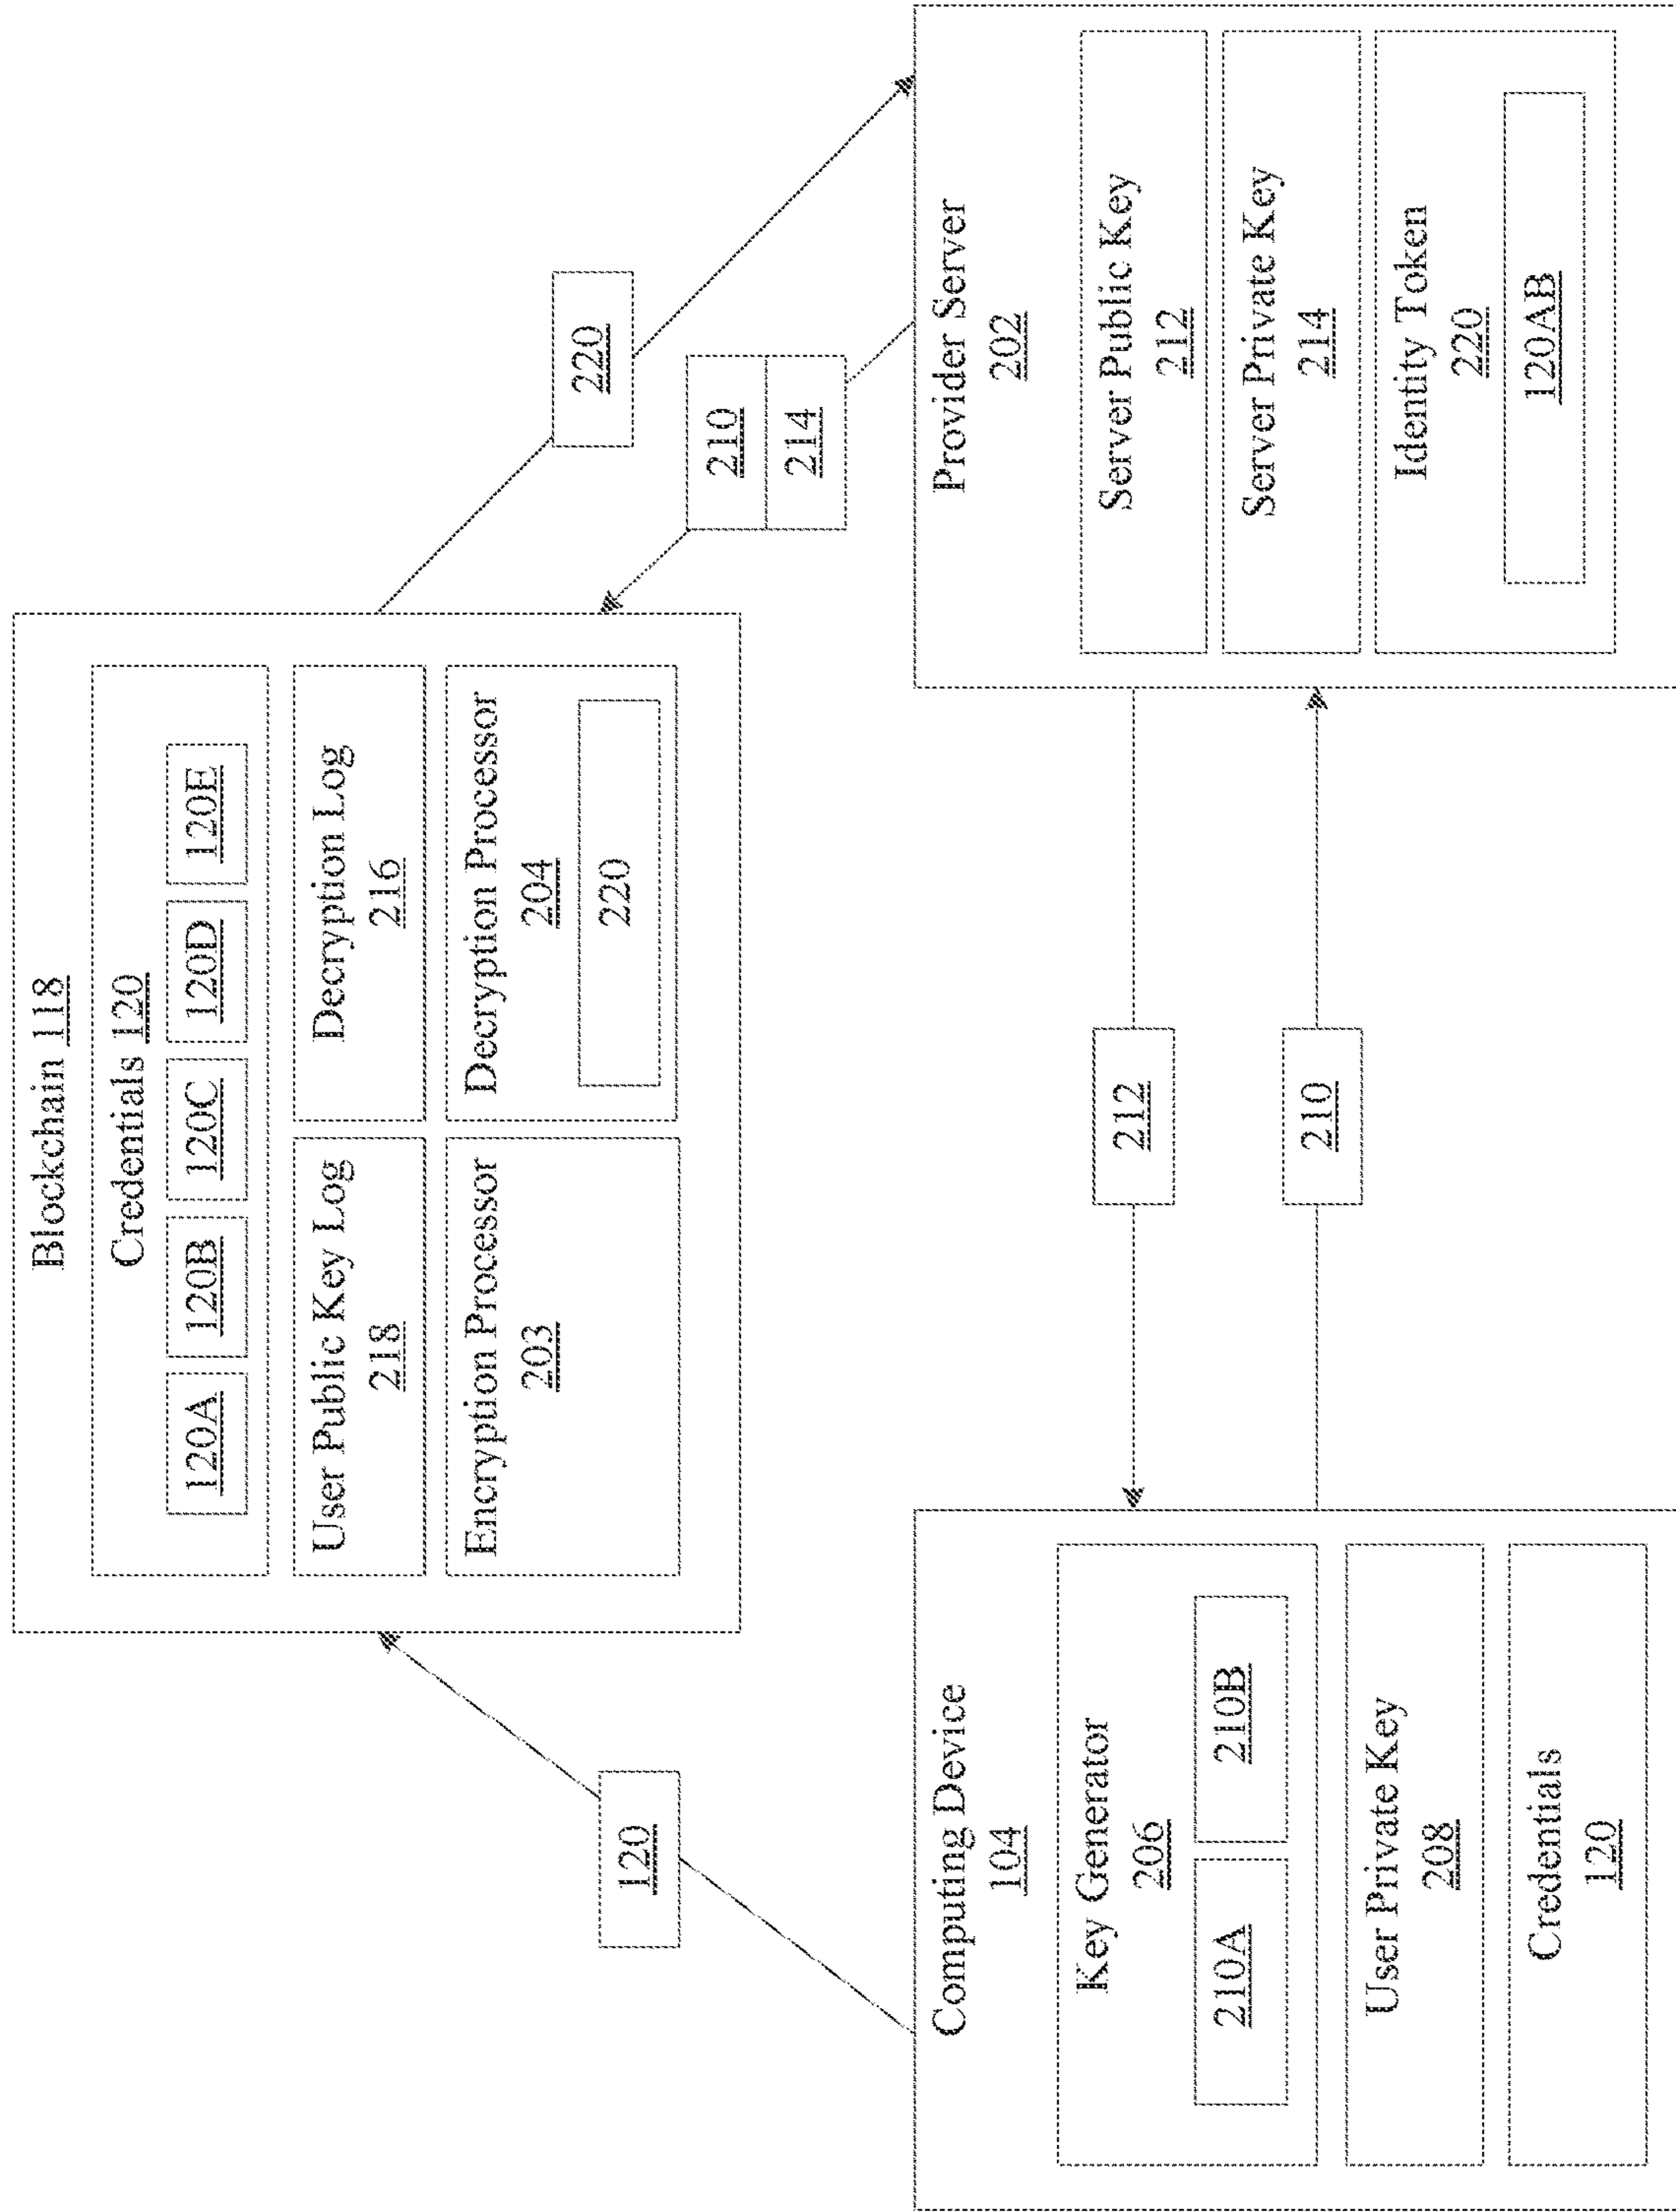 Blockchain 118
Credentials 120
120A 120B 120C 120D 120E
User Public Key Log
218
Decryption Log
216
Encryption Processor
203
Decryption Processor
204
220
120
220
210
214
Computing Device
104
Key Generator
206
210A 210B
User Private Key
208
Credentials
120
212
210
Provider Server
202
Server Public Key
212
Server Private Key
214
Identity Token
220
120AB